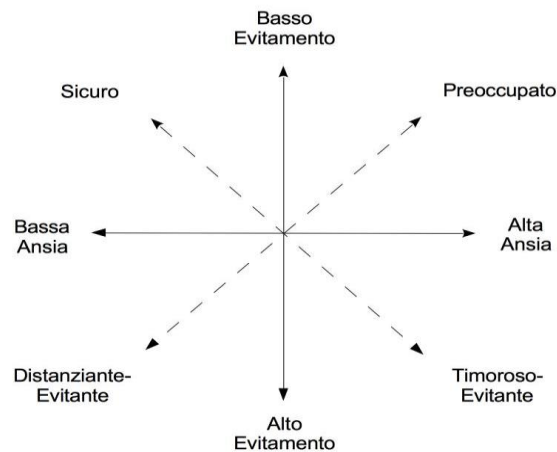 Basso
Evitamento
Sicuro
Preoccupato
Bassa
Ansia
Alta
Ansia
Distanziante-
Evitante
Timoroso-
Evitante
Alto
Evitamento